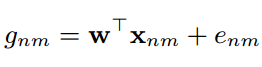 $g_{nm} = \mathbf{w}^\top \mathbf{x}_{nm} + e_{nm}$